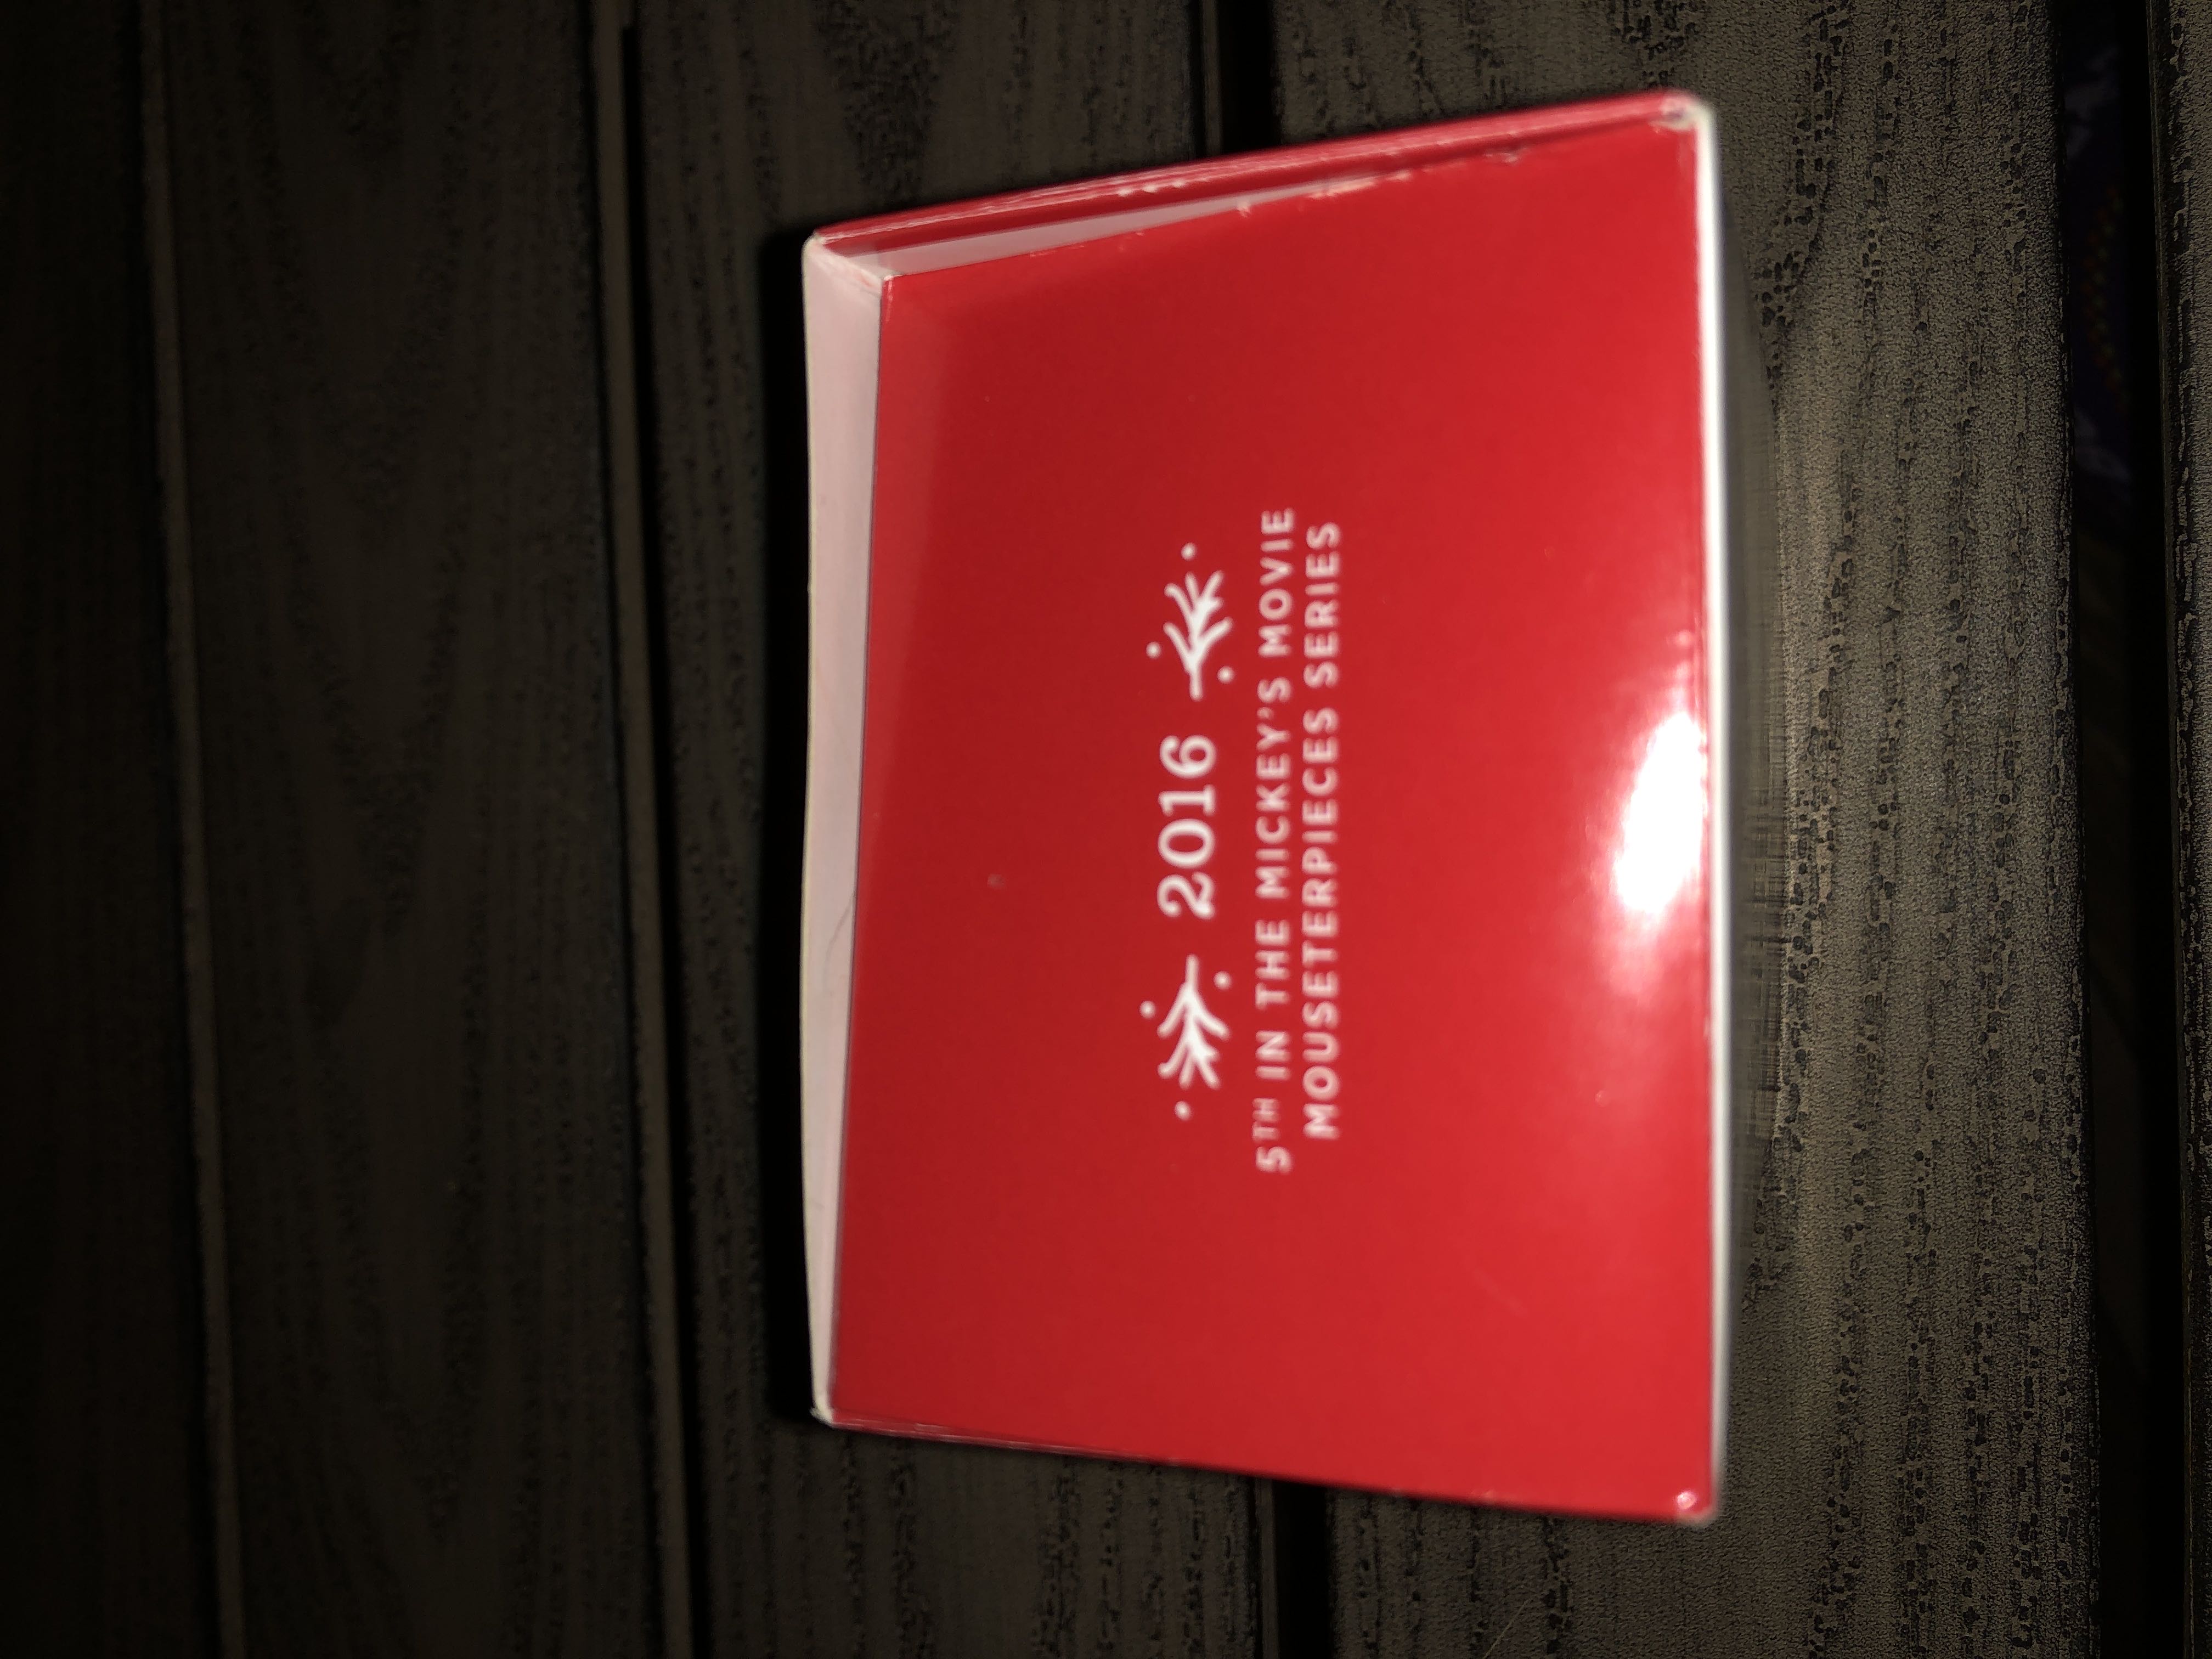 2016
5TH IN THE MICKEY'S MOVIE
MOUSETERPIECES SERIES